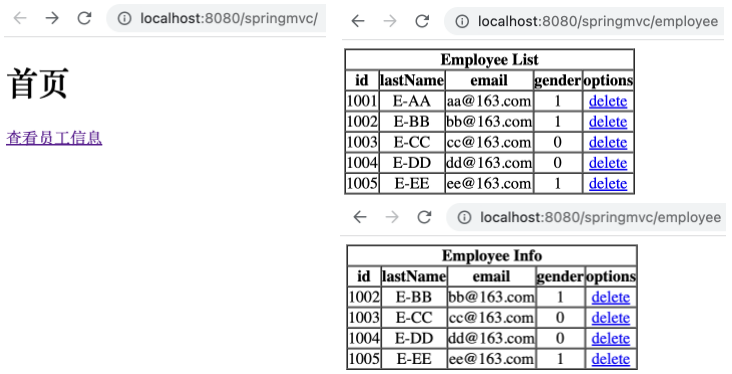 localhost:8080/springmvc/
首页
查看员工信息
localhost:8080/springmvc/employee
Employee List
id lastName email gender options
1001 E-AA aa@163.com 1 delete
1002 E-BB bb@163.com 1 delete
1003 E-CC cc@163.com 0 delete
1004 E-DD dd@163.com 0 delete
1005 E-EE ee@163.com 1 delete
localhost:8080/springmvc/employee
Employee Info
id lastName email gender options
1002 E-BB bb@163.com 1 delete
1003 E-CC cc@163.com 0 delete
1004 E-DD dd@163.com 0 delete
1005 E-EE ee@163.com 1 delete